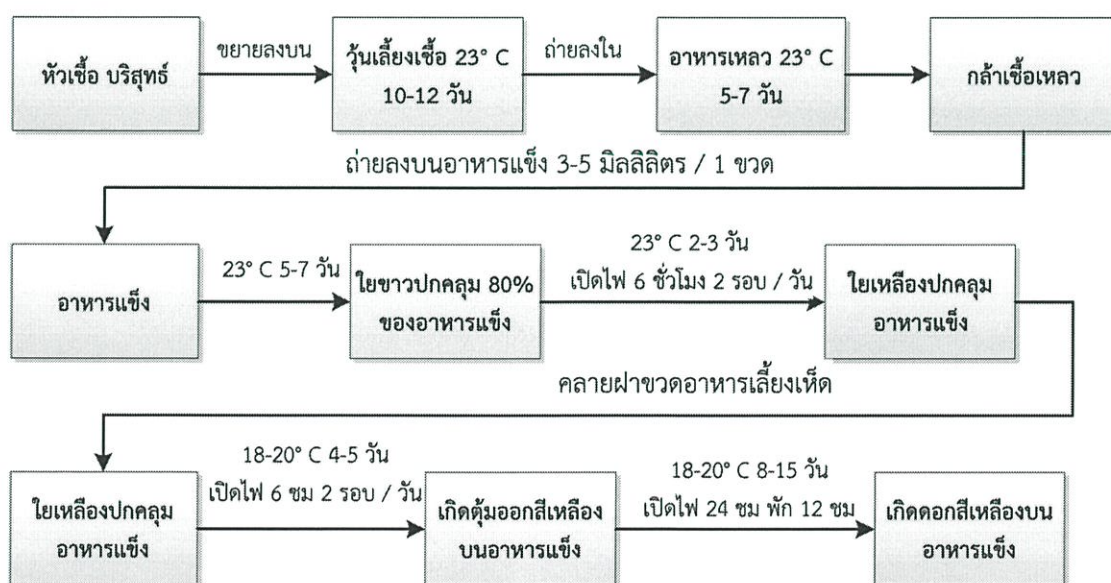 หัวเชื้อ บริสุทธ์
ขยายลงบน
วุ้นเลี้ยงเชื้อ 23° C
10-12 วัน
ถ่ายลงใน
อาหารเหลว 23° C
5-7 วัน
กล้าเชื้อเหลว
ถ่ายลงบนอาหารแข็ง 3-5 มิลลิลิตร / 1 ขวด
อาหารแข็ง
23° C 5-7 วัน
ใยขาวปกคลุม 80%
ของอาหารแข็ง
23° C 2-3 วัน
เปิดไฟ 6 ชั่วโมง 2 รอบ / วัน
ใยเหลืองปกคลุม
อาหารแข็ง
คลายฝาขวดอาหารเลี้ยงเห็ด
ใยเหลืองปกคลุม
อาหารแข็ง
18-20° C 4-5 วัน
เปิดไฟ 6 ชม 2 รอบ / วัน
เกิดตุ้มออกสีเหลือง
บนอาหารแข็ง
18-20° C 8-15 วัน
เปิดไฟ 24 ชม พัก 12 ชม
เกิดดอกสีเหลืองบน
อาหารแข็ง